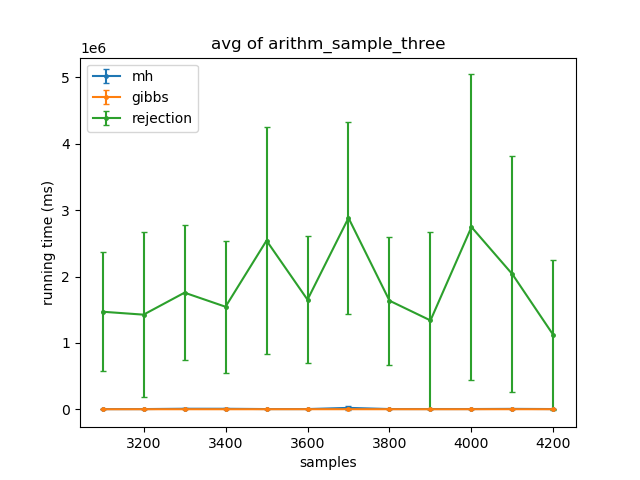 avg of arithm_sample_three
1e6
mh
gibbs
rejection
5
4
3
2
1
0
running time (ms)
3200 3400 3600 3800 4000 4200
samples